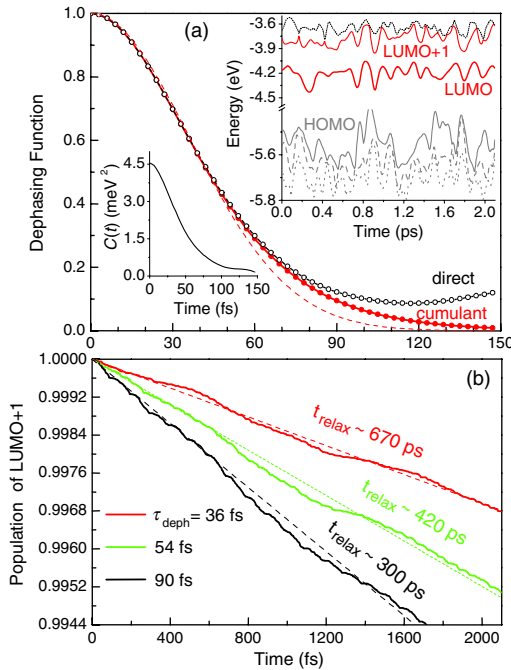 (a)
Dephasing Function
1.0
0.8
0.6
0.4
0.2
0.0
0
30
60
90
120
150
direct
cumulant
C(t) (meV²)
4.5
3.0
1.5
0.0
0
50
100
150
Time (fs)
Energy (eV)
-3.6
-3.9
-4.2
-4.5
-5.6
-5.8
LUMO+1
LUMO
HOMO
0.0
0.4
0.8
1.2
1.6
2.0
Time (ps)
(b)
Population of LUMO+1
1.0000
0.9992
0.9984
0.9976
0.9968
0.9960
0.9952
0.9944
t relax ~ 670 ps
t relax ~ 420 ps
t relax ~ 300 ps
τ deph = 36 fs
54 fs
90 fs
0
400
800
1200
1600
2000
Time (fs)